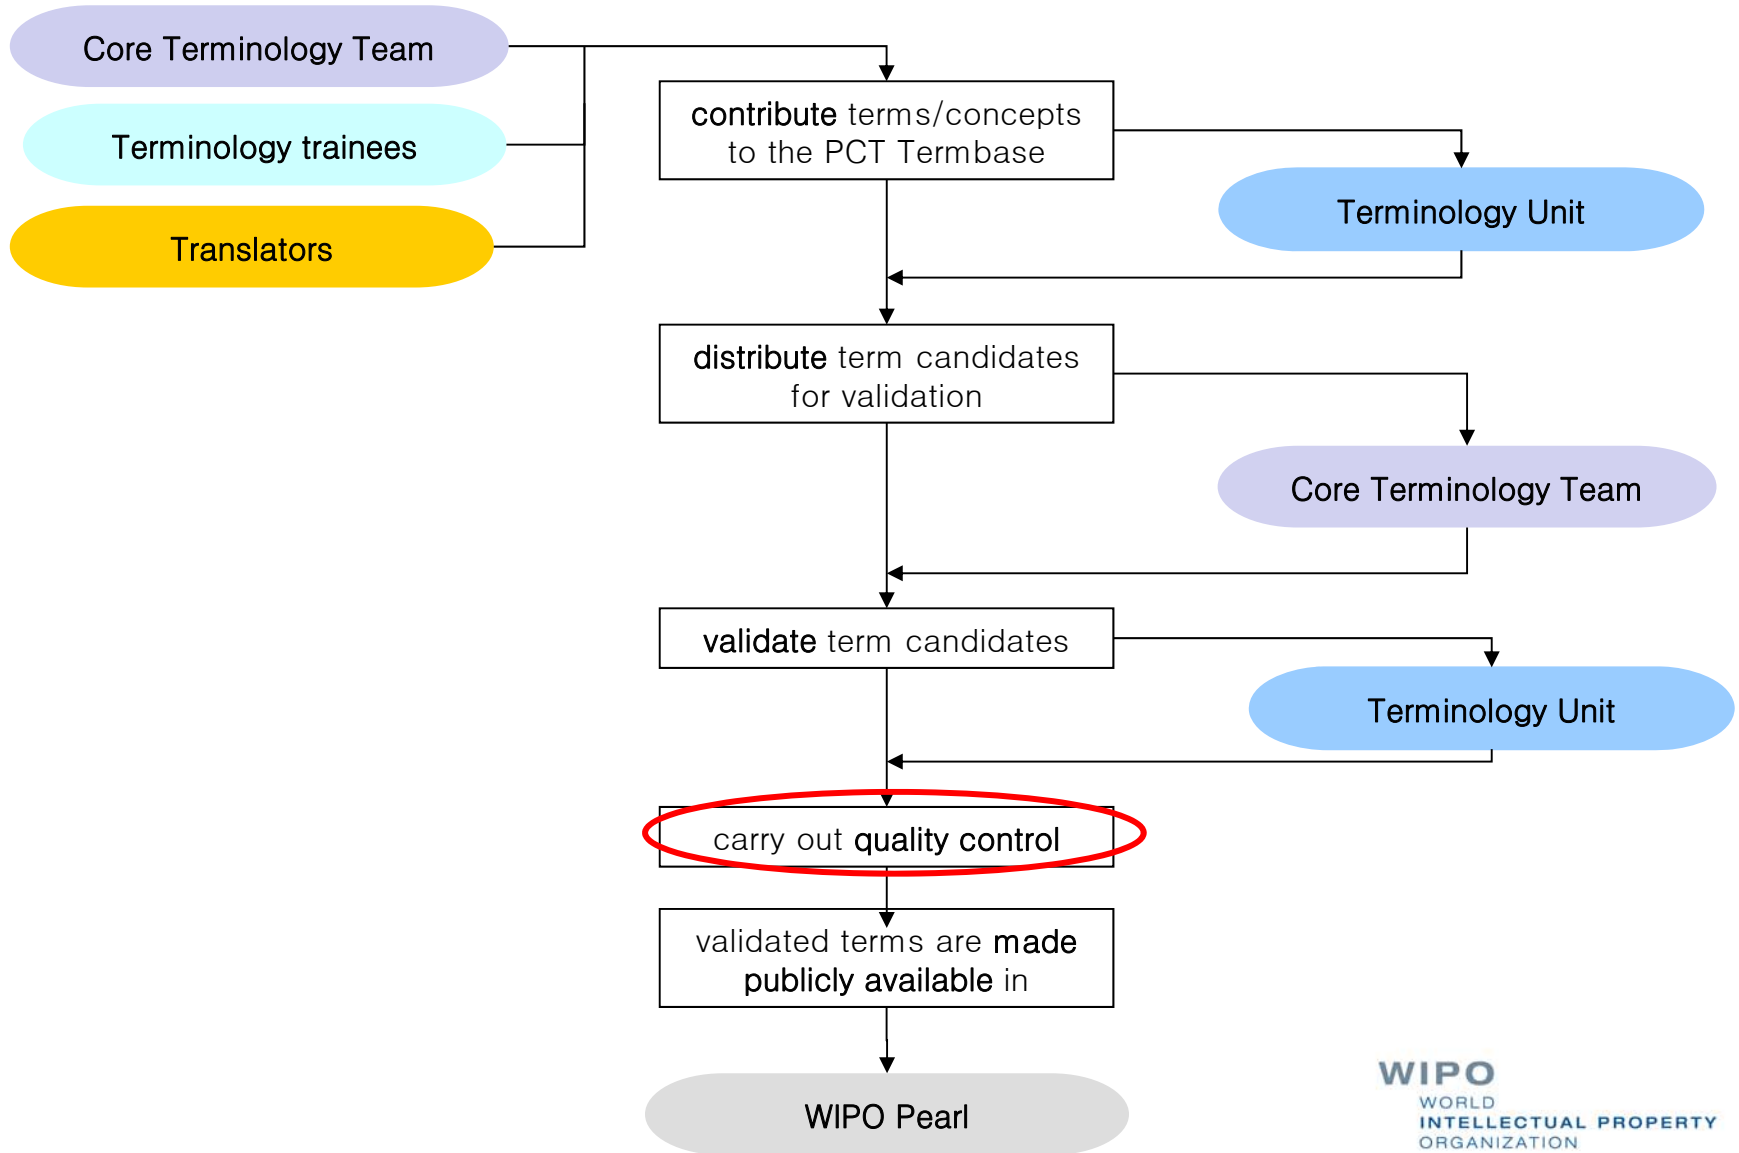 Core Terminology Team
Terminology trainees
Translators
contribute terms/concepts
to the PCT Termbase
Terminology Unit
distribute term candidates
for validation
Core Terminology Team
validate term candidates
Terminology Unit
carry out quality control
validated terms are made
publicly available in
WIPO Pearl
WIPO
WORLD
INTELLECTUAL PROPERTY
ORGANIZATION